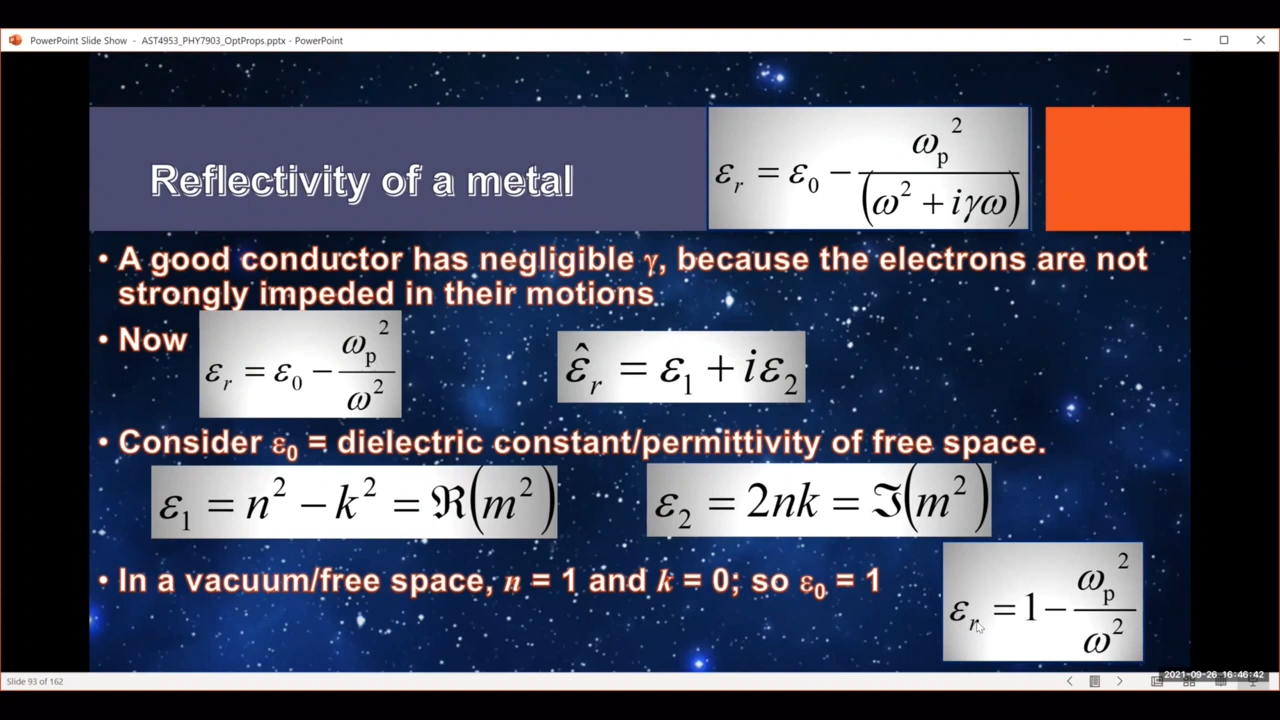 PowerPoint Slide Show - AST4953_PHY7903_OptProps.pptx - PowerPoint
Reflectivity of a metal
εᵣ = ε₀ − ωₚ² / (ω² + iγω)
• A good conductor has negligible γ, because the electrons are not
strongly impeded in their motions.
• Now εᵣ = ε₀ − ωₚ² / ω²
ε̂ᵣ = ε₁ + iε₂
• Consider ε₀ = dielectric constant/permittivity of free space.
ε₁ = n² − k² = ℜ(m²)
ε₂ = 2nk = ℑ(m²)
• In a vacuum/free space, n = 1 and k = 0; so ε₀ = 1
εᵣ = 1 − ωₚ² / ω²
Slide 93 of 162
2021-09-26 16:46:42